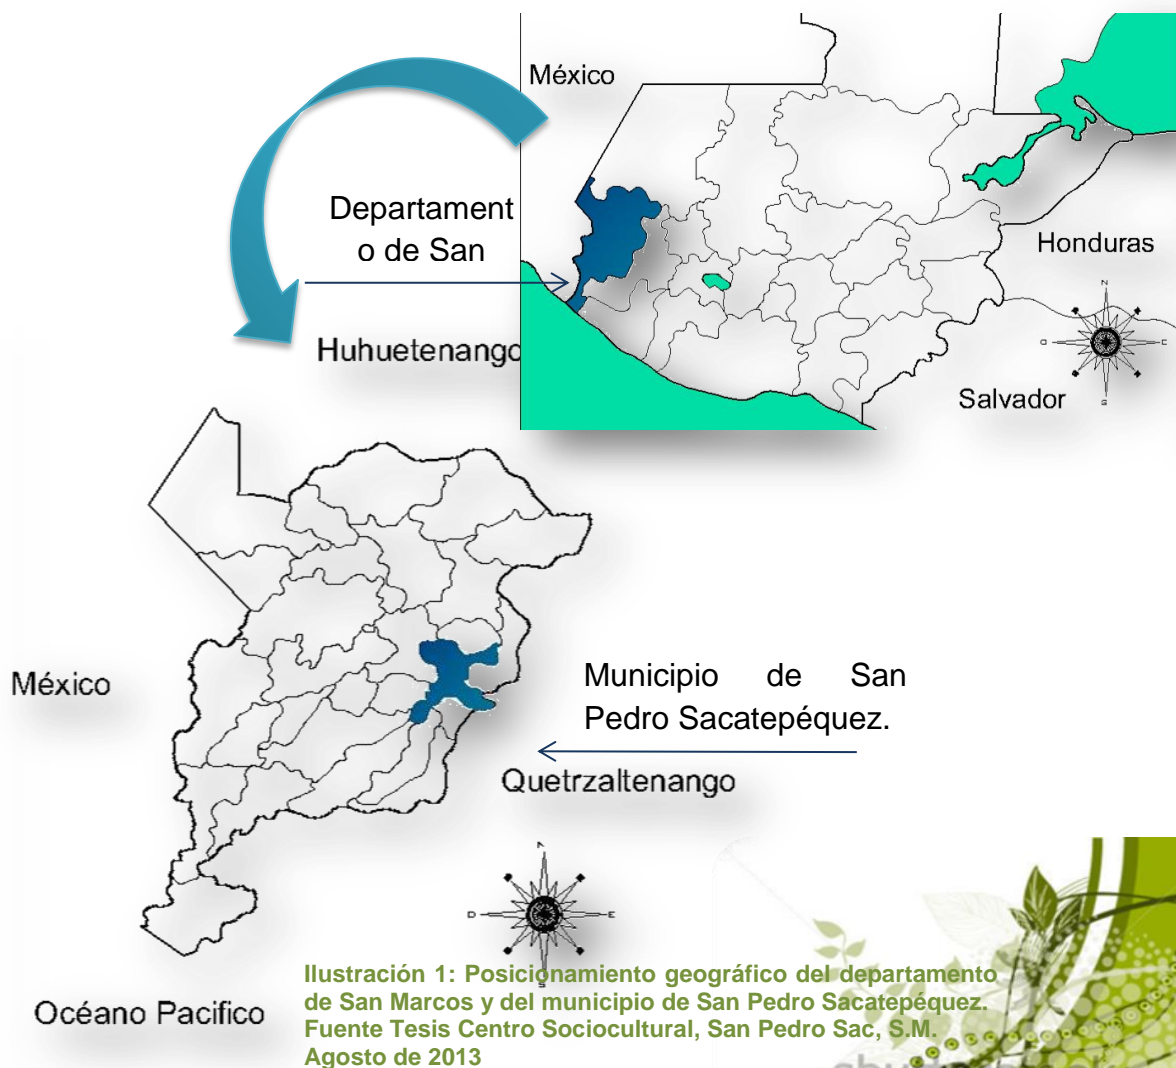 México
Departament
o de San
Honduras
N
O
S
Salvador
Huhuetenango
México
Municipio de San
Pedro Sacatepéquez.
Quetrzaltenango
D
E
S
Océano Pacifico
Ilustración 1: Posicionamiento geográfico del departamento
de San Marcos y del municipio de San Pedro Sacatepéquez.
Fuente Tesis Centro Sociocultural, San Pedro Sac, S.M.
Agosto de 2013